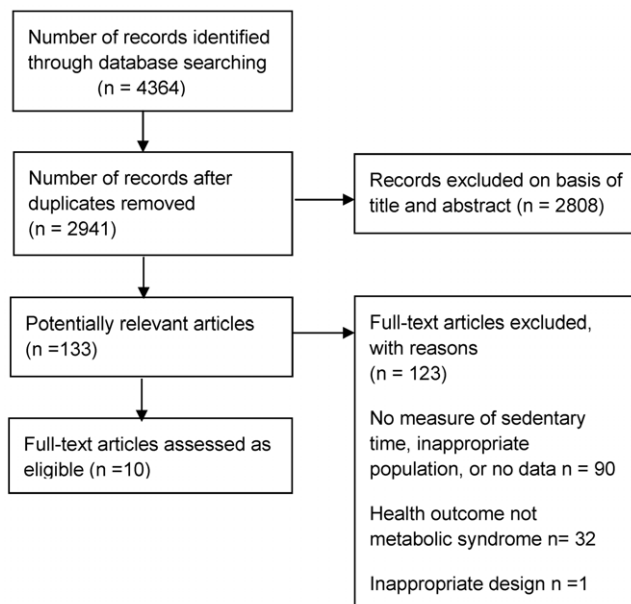 Number of records identified
through database searching
(n = 4364)
Number of records after
duplicates removed
(n = 2941)
Records excluded on basis of
title and abstract (n = 2808)
Potentially relevant articles
(n =133)
Full-text articles excluded,
with reasons
(n = 123)
No measure of sedentary
time, inappropriate
population, or no data n = 90
Health outcome not
metabolic syndrome n= 32
Inappropriate design n =1
Full-text articles assessed as
eligible (n =10)